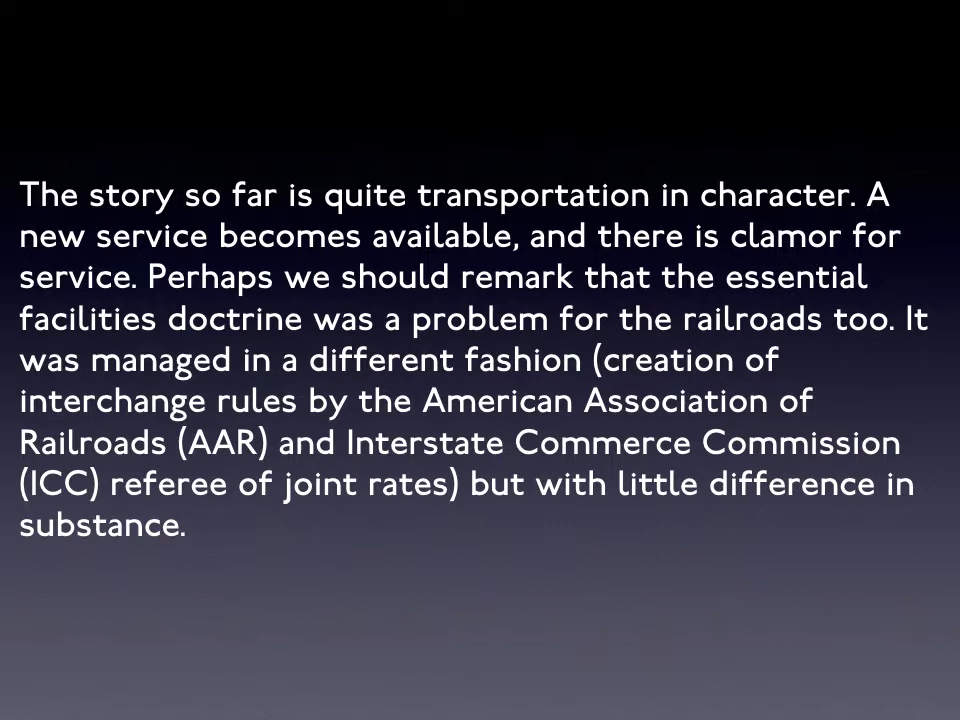 The story so far is quite transportation in character. A
new service becomes available, and there is clamor for
service. Perhaps we should remark that the essential
facilities doctrine was a problem for the railroads too. It
was managed in a different fashion (creation of
interchange rules by the American Association of
Railroads (AAR) and Interstate Commerce Commission
(ICC) referee of joint rates) but with little difference in
substance.